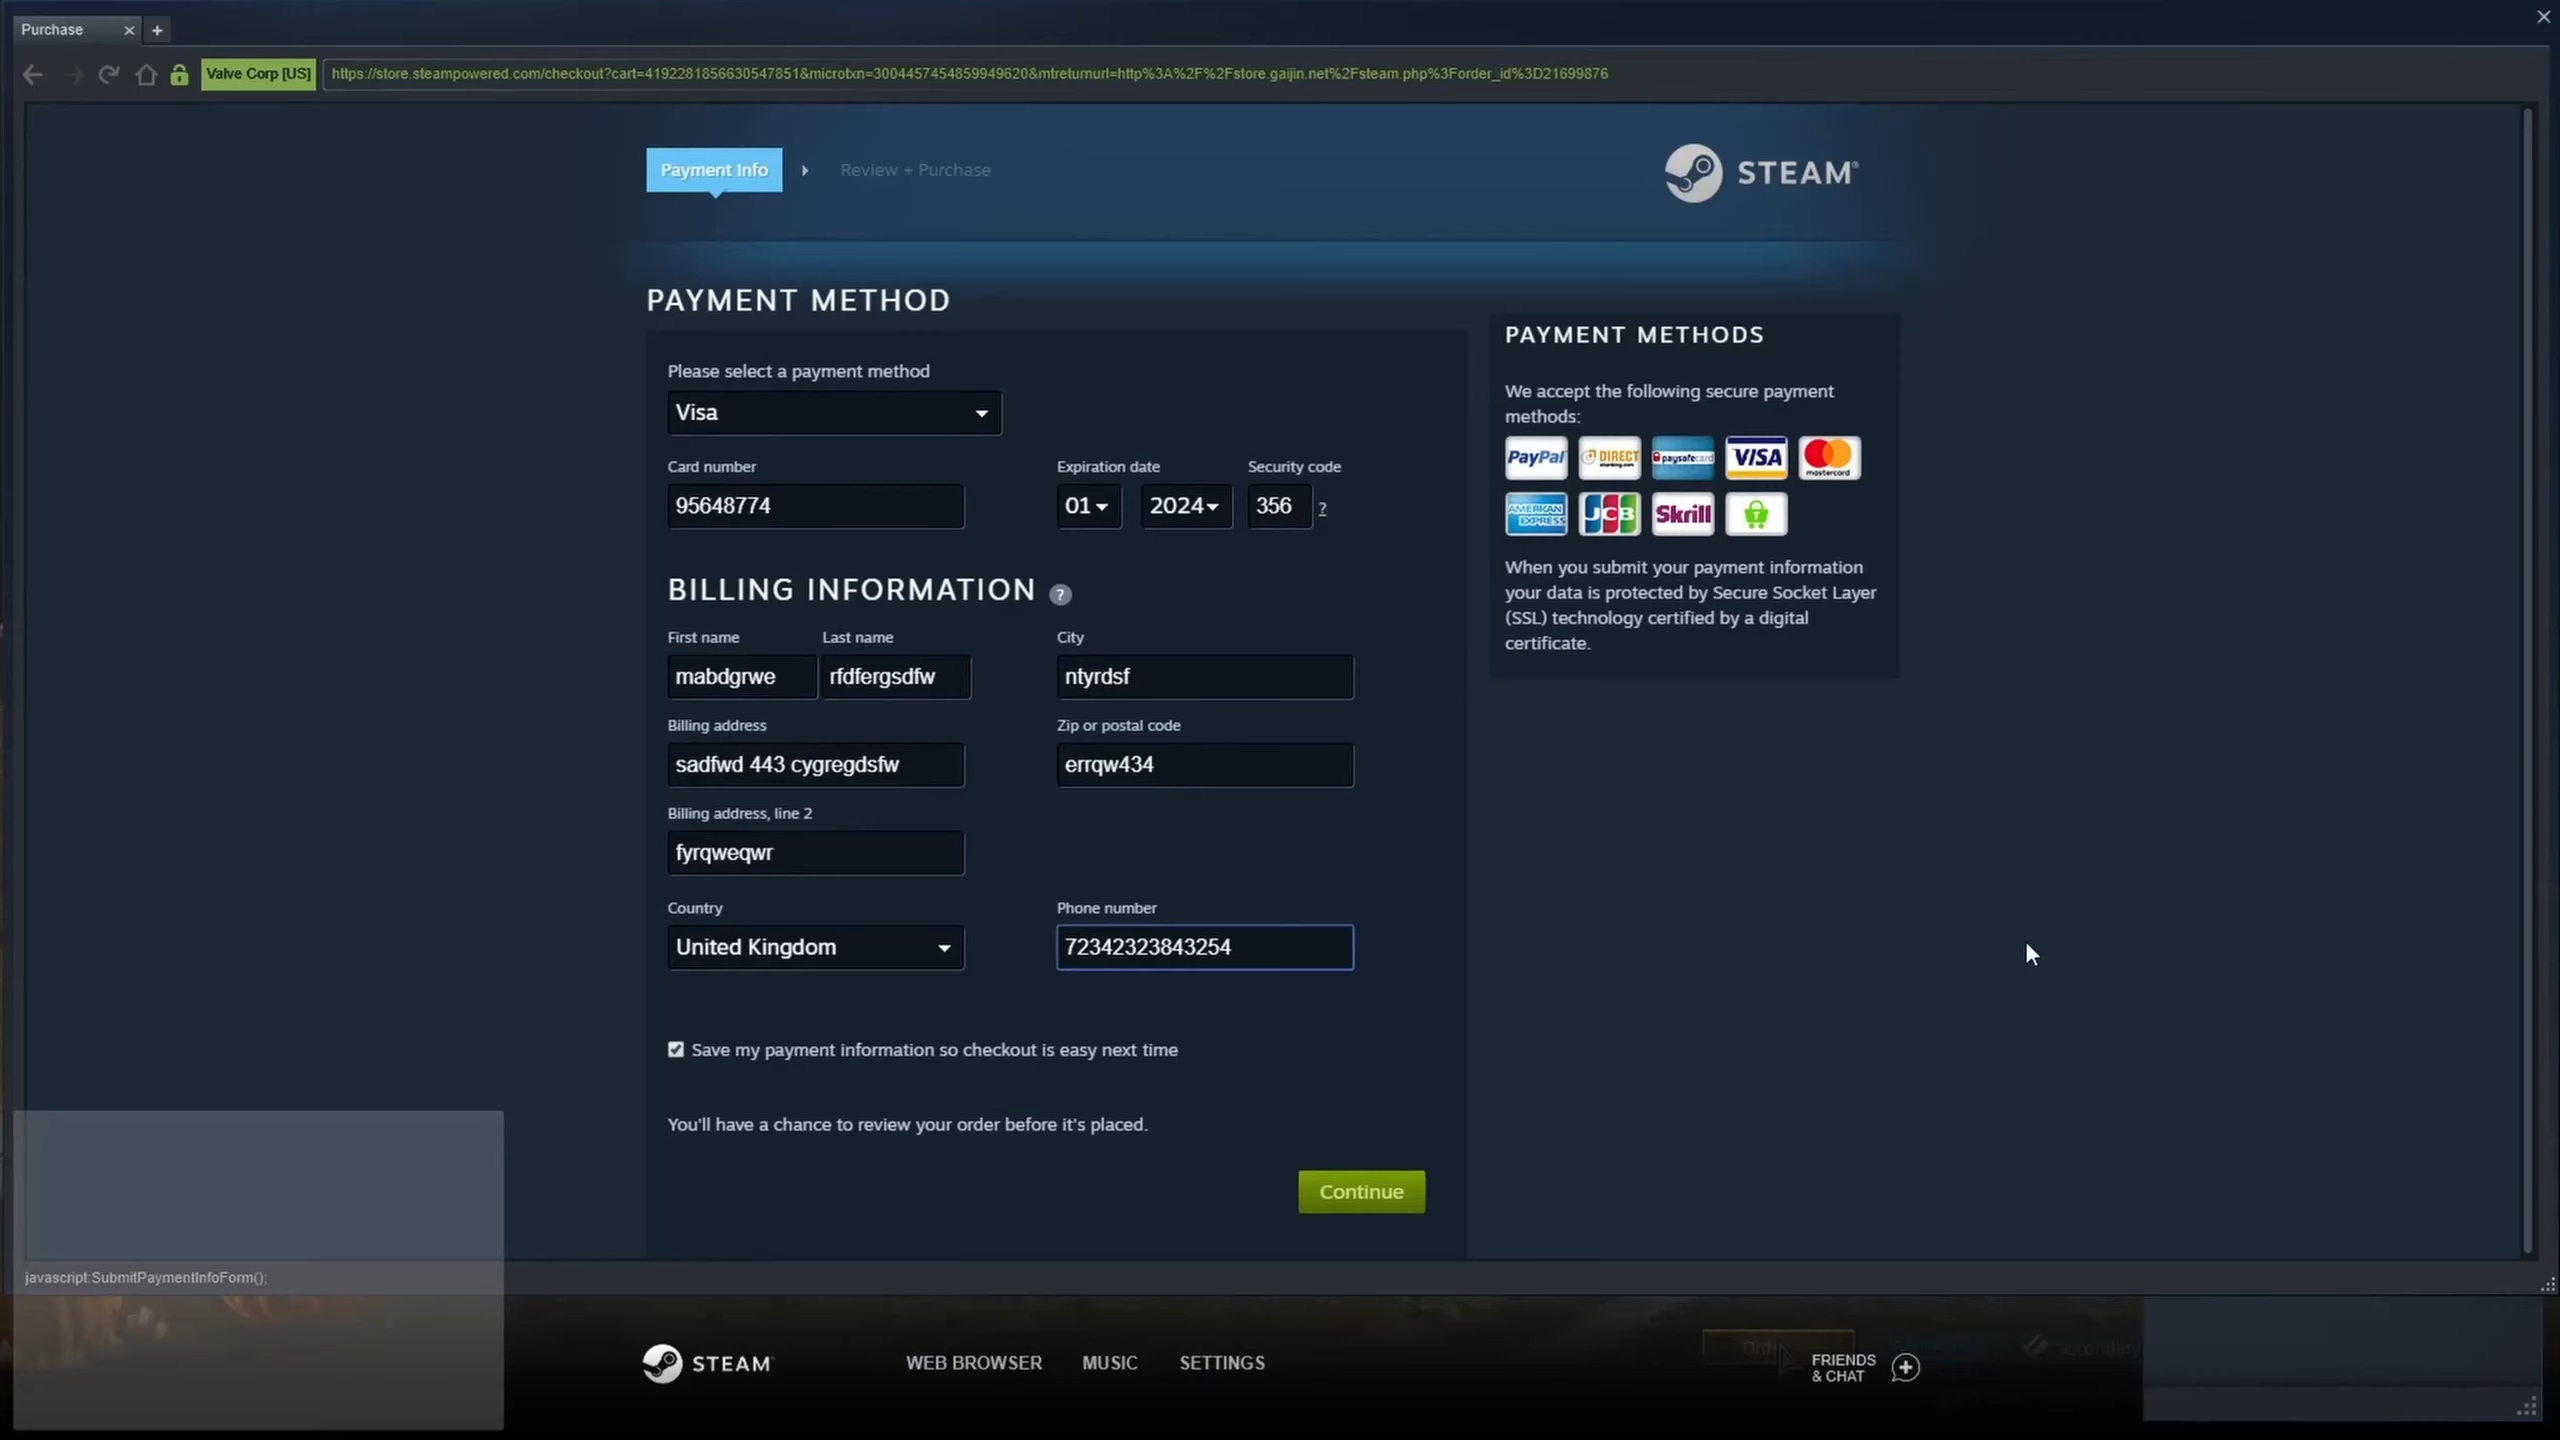 Purchase
Valve Corp [US]
https://store.steampowered.com/checkout?cart=4192281856630547851&microtxn=3004457454859949620&mtreturnurl=http%3A%2F%2Fstore.gaijin.net%2Fsteam.php%3Forder_id%3D21699876
Payment Info
Review + Purchase
STEAM
PAYMENT METHOD
Please select a payment method
Visa
Card number
Expiration date
Security code
95648774
01
2024
356
?
BILLING INFORMATION ?
First name
Last name
City
mabdgrwe
rfdfergsdfw
ntyrdsf
Billing address
Zip or postal code
sadfwd 443 cygregdsfw
errqw434
Billing address, line 2
fyrqweqwr
Country
Phone number
United Kingdom
72342323843254
Save my payment information so checkout is easy next time
You'll have a chance to review your order before it's placed.
Continue
PAYMENT METHODS
We accept the following secure payment
methods:
PayPal
DIRECT
paysafecard
VISA
mastercard
AMERICAN
EXPRESS
JCB
Skrill
When you submit your payment information
your data is protected by Secure Socket Layer
(SSL) technology certified by a digital
certificate.
javascript:SubmitPaymentInfoForm();
STEAM
WEB BROWSER
MUSIC
SETTINGS
FRIENDS
& CHAT